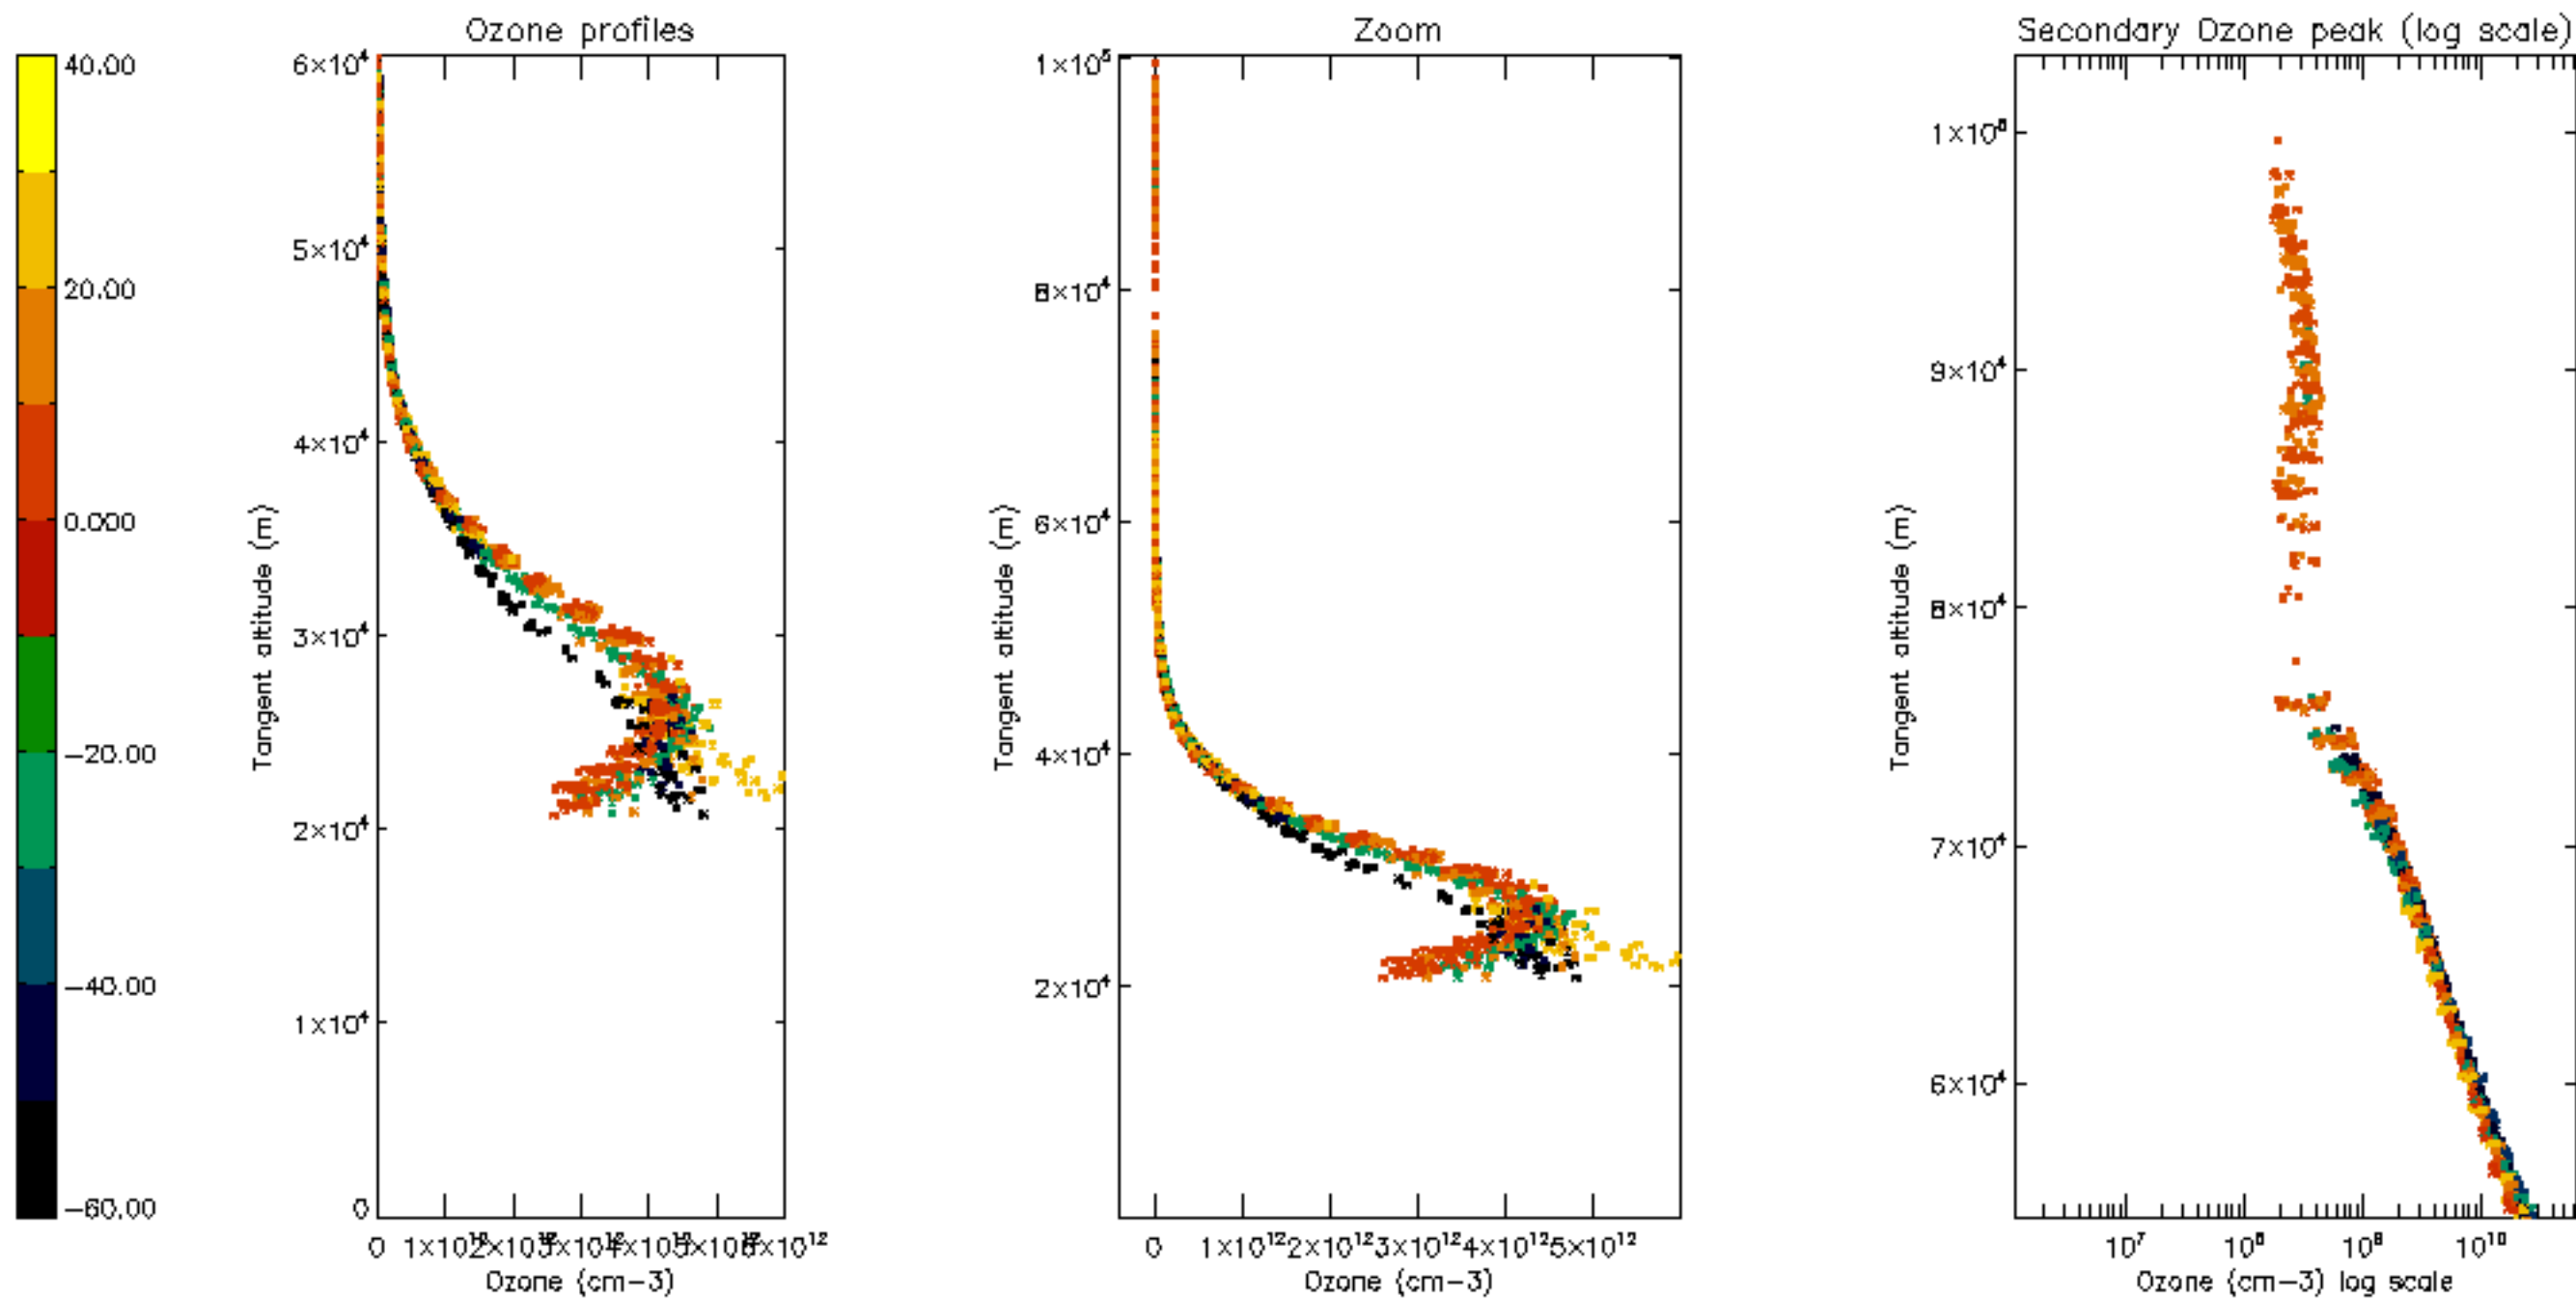 Ozone profiles
Zoom
Secondary Ozone peak (log scale)
40.00
20.00
0.000
−20.00
−40.00
−60.00
6×10⁴
5×10⁴
4×10⁴
3×10⁴
2×10⁴
1×10⁴
0
Tangent altitude (m)
0
Ozone (cm−3)
1×10⁵
8×10⁴
6×10⁴
4×10⁴
2×10⁴
Tangent altitude (m)
0 1×10¹² 2×10¹² 3×10¹² 4×10¹² 5×10¹²
Ozone (cm−3)
9×10⁴
8×10⁴
7×10⁴
6×10⁴
Tangent altitude (m)
10⁷ 10⁸ 10⁹ 10¹⁰
Ozone (cm−3) log scale